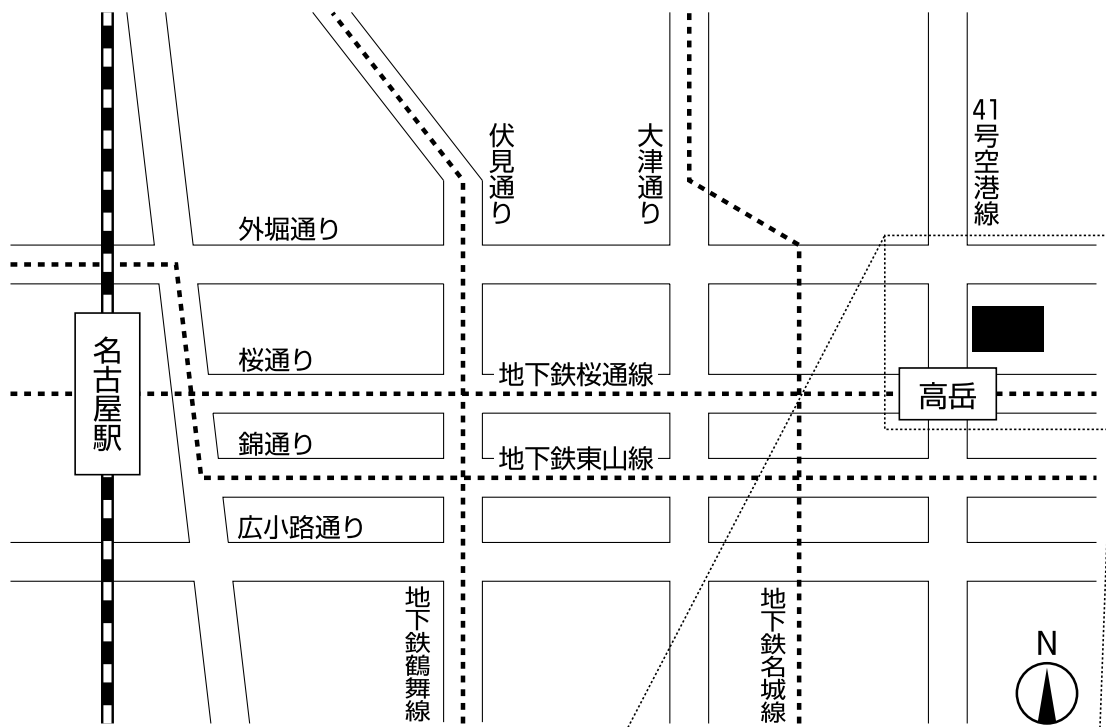 41号空港線
伏見通り
大津通り
外堀通り
名古屋駅
桜通り
地下鉄桜通線
高岳
錦通り
地下鉄東山線
広小路通り
地下鉄鶴舞線
地下鉄名城線
N